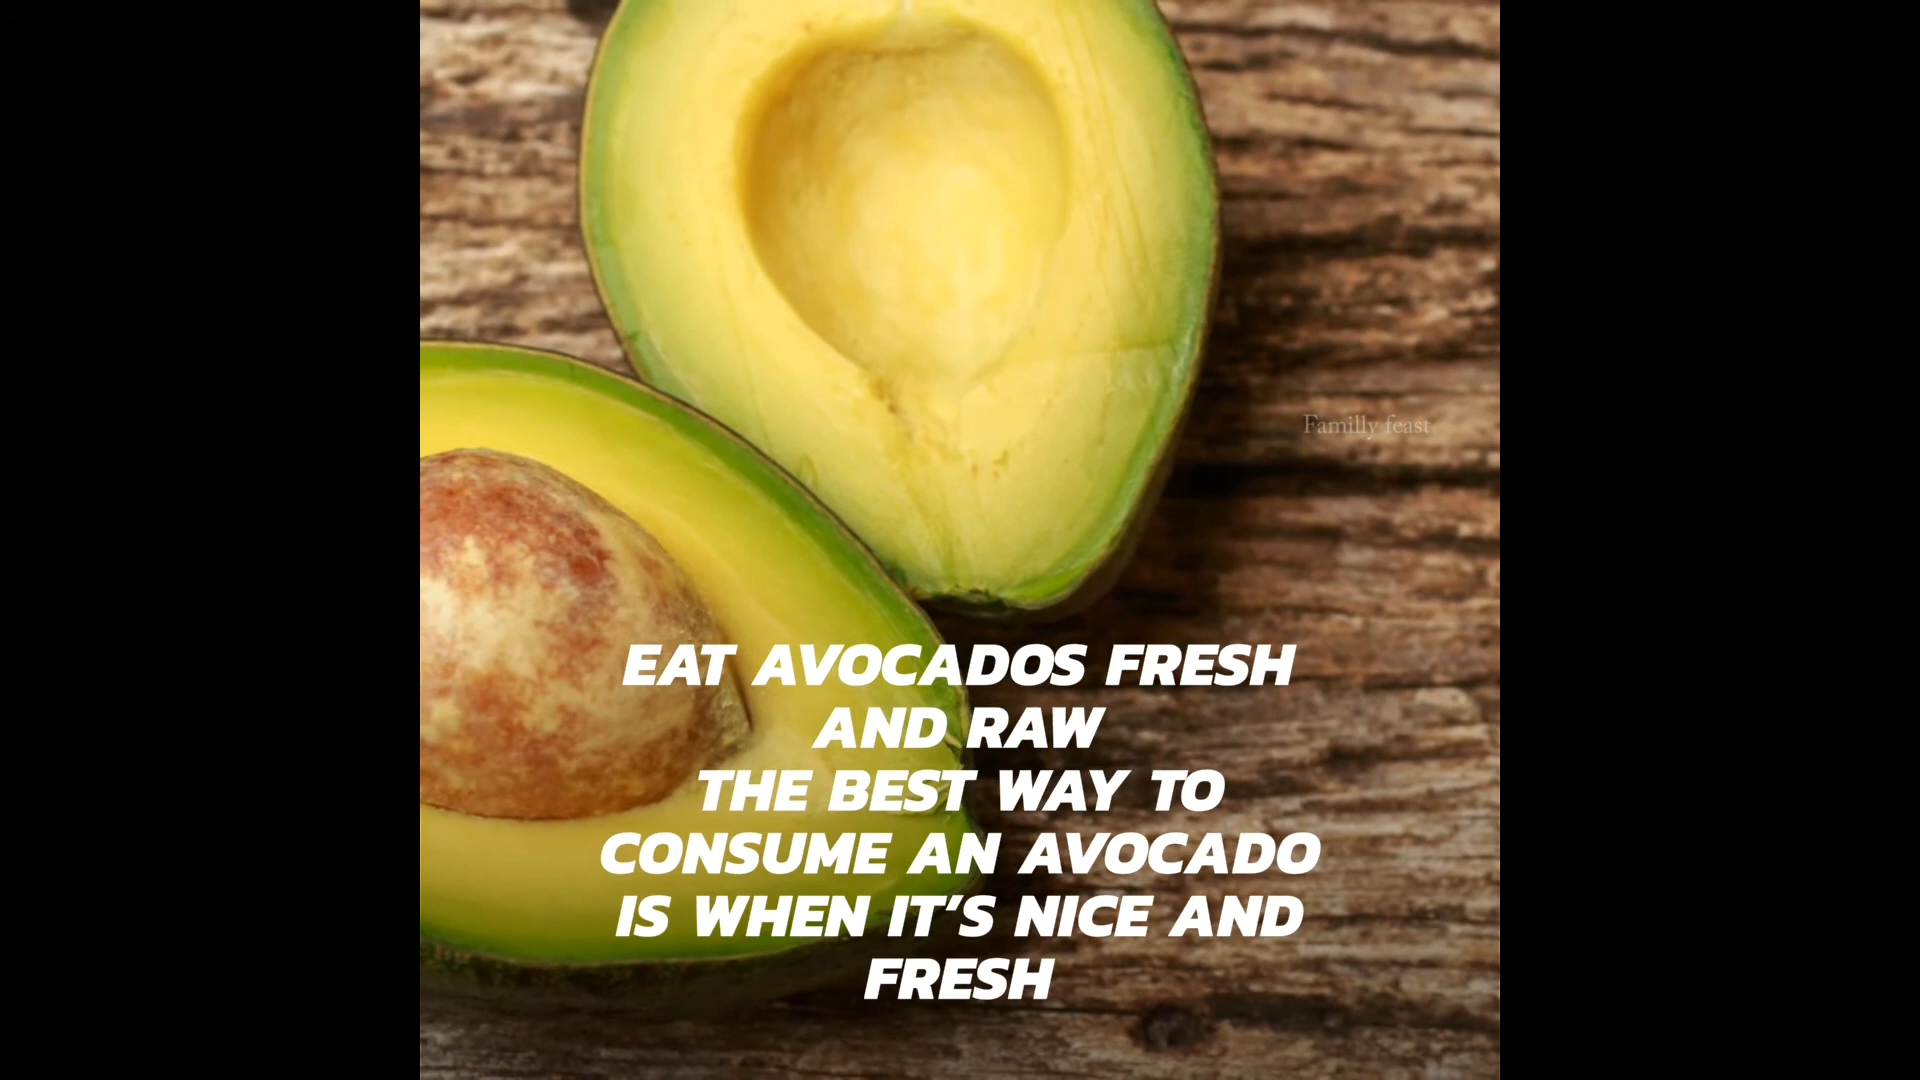 Familly feast
EAT AVOCADOS FRESH
AND RAW
THE BEST WAY TO
CONSUME AN AVOCADO
IS WHEN IT’S NICE AND
FRESH